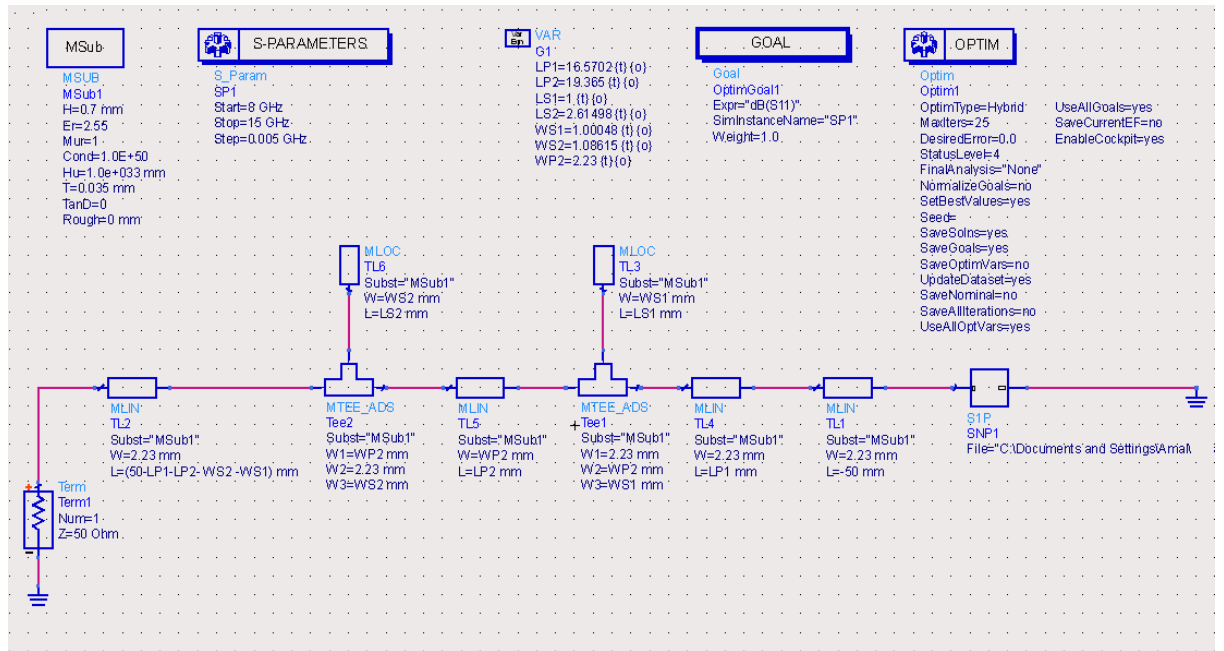 MSub
MSUB
MSub1
H=0.7 mm
Er=2.55
Mur=1
Cond=1.0E+50
Hu=1.0e+033 mm
T=0.035 mm
TanD=0
Rough=0 mm
S-PARAMETERS
S_Param
SP1
Start=8 GHz
Stop=15 GHz
Step=0.005 GHz
Var
Eqn
VAR
G1
LP1=16.5702 {t} {o}
LP2=19.365 {t} {o}
LS1=1 {t} {o}
LS2=2.61498 {t} {o}
WS1=1.00048 {t} {o}
WS2=1.08615 {t} {o}
WP2=2.23 {t} {o}
GOAL
Goal
OptimGoal1
Expr="dB(S11)"
SimInstanceName="SP1"
Weight=1.0
OPTIM
Optim
Optim1
OptimType=Hybrid
MaxIters=25
DesiredError=0.0
StatusLevel=4
FinalAnalysis="None"
NormalizeGoals=no
SetBestValues=yes
Seed=
SaveSolns=yes
SaveGoals=yes
SaveOptimVars=no
UpdateDataset=yes
SaveNominal=no
SaveAllIterations=no
UseAllOptVars=yes
UseAllGoals=yes
SaveCurrentEF=no
EnableCockpit=yes
MLOC
TL6
Subst="MSub1"
W=WS2 mm
L=LS2 mm
MLOC
TL3
Subst="MSub1"
W=WS1 mm
L=LS1 mm
MLIN
TL2
Subst="MSub1"
W=2.23 mm
L=(50-LP1-LP2-WS2-WS1) mm
MTEE_ADS
Tee2
Subst="MSub1"
W1=WP2 mm
W2=2.23 mm
W3=WS2 mm
MLIN
TL5
Subst="MSub1"
W=WP2 mm
L=LP2 mm
MTEE_ADS
Tee1
Subst="MSub1"
W1=2.23 mm
W2=WP2 mm
W3=WS1 mm
MLIN
TL4
Subst="MSub1"
W=2.23 mm
L=LP1 mm
MLIN
TL1
Subst="MSub1"
W=2.23 mm
L=-50 mm
S1P
SNP1
File="C:\Documents and Settings\Amial\
Term
Term1
Num=1
Z=50 Ohm